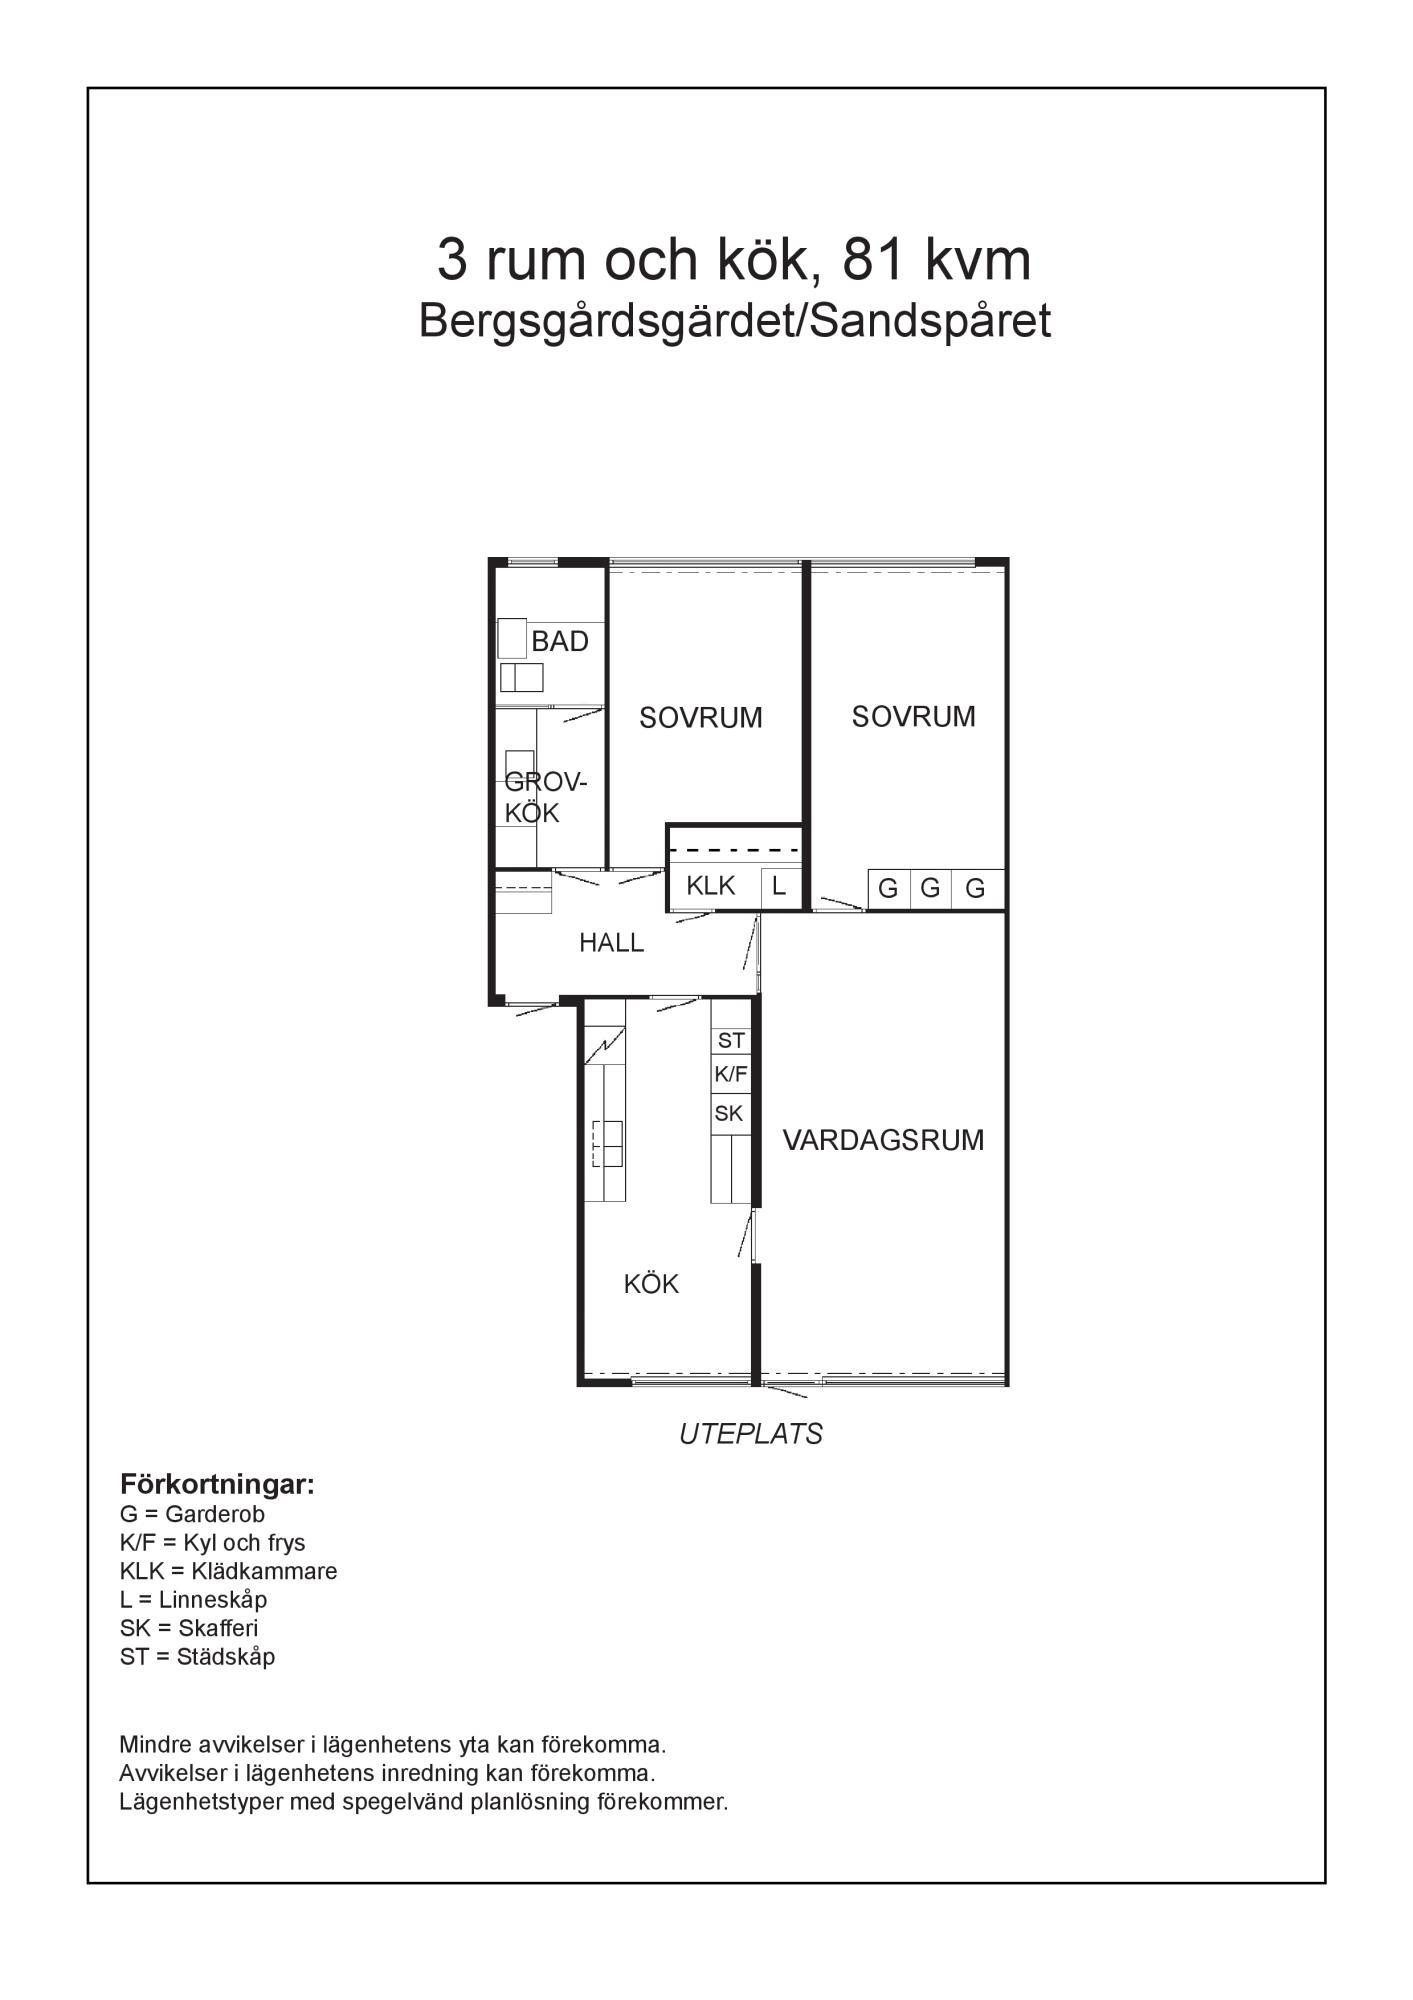 3 rum och kök, 81 kvm
Bergsgårdsgärdet/Sandspåret
BAD
SOVRUM
SOVRUM
GROV-
KÖK
KLK
L
G
G
G
HALL
ST
K/F
SK
VARDAGSRUM
KÖK
UTEPLATS
Förkortningar:
G = Garderob
K/F = Kyl och frys
KLK = Klädkammare
L = Linneskåp
SK = Skafferi
ST = Städskåp
Mindre avvikelser i lägenhetens yta kan förekomma.
Avvikelser i lägenhetens inredning kan förekomma.
Lägenhetstyper med spegelvänd planlösning förekommer.